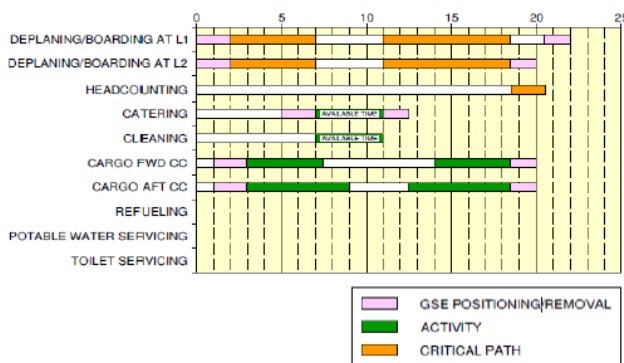 0 5 10 15 20 25
DEPLANING/BOARDING AT L1
DEPLANING/BOARDING AT L2
HEADCOUNTING
CATERING AVAILABLE TIME
CLEANING AVAILABLE TIME
CARGO FWD CC
CARGO AFT CC
REFUELING
POTABLE WATER SERVICING
TOILET SERVICING
GSE POSITIONING/REMOVAL
ACTIVITY
CRITICAL PATH